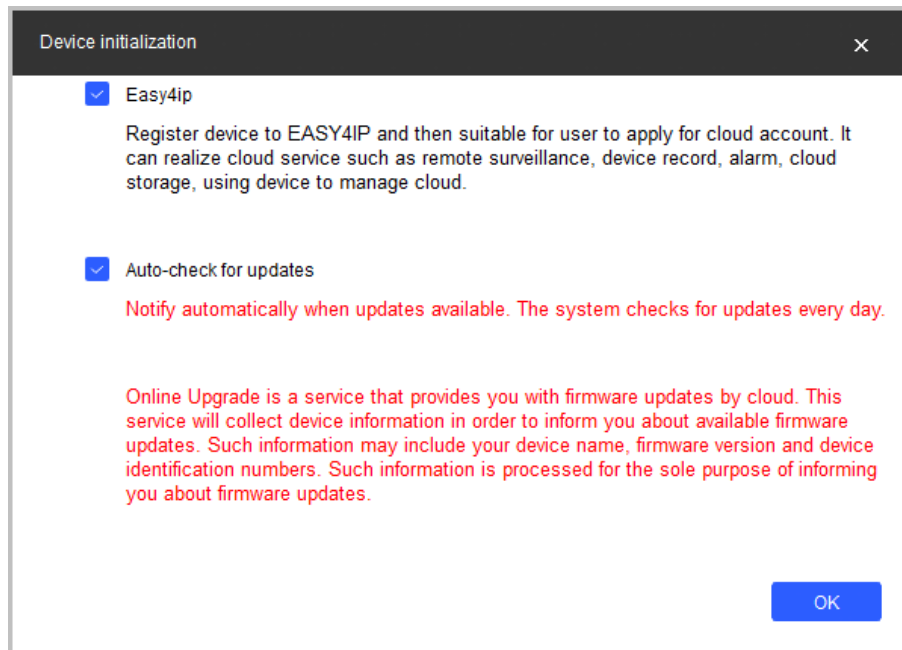 Device initialization
Easy4ip
Register device to EASY4IP and then suitable for user to apply for cloud account. It
can realize cloud service such as remote surveillance, device record, alarm, cloud
storage, using device to manage cloud.
Auto-check for updates
Notify automatically when updates available. The system checks for updates every day.
Online Upgrade is a service that provides you with firmware updates by cloud. This
service will collect device information in order to inform you about available firmware
updates. Such information may include your device name, firmware version and device
identification numbers. Such information is processed for the sole purpose of informing
you about firmware updates.
OK